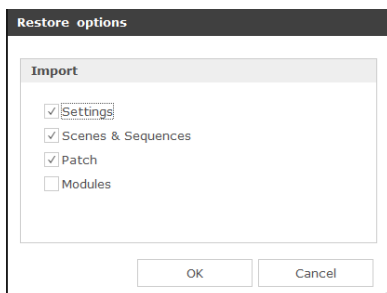 Restore options
Import
Settings
Scenes & Sequences
Patch
Modules
OK Cancel